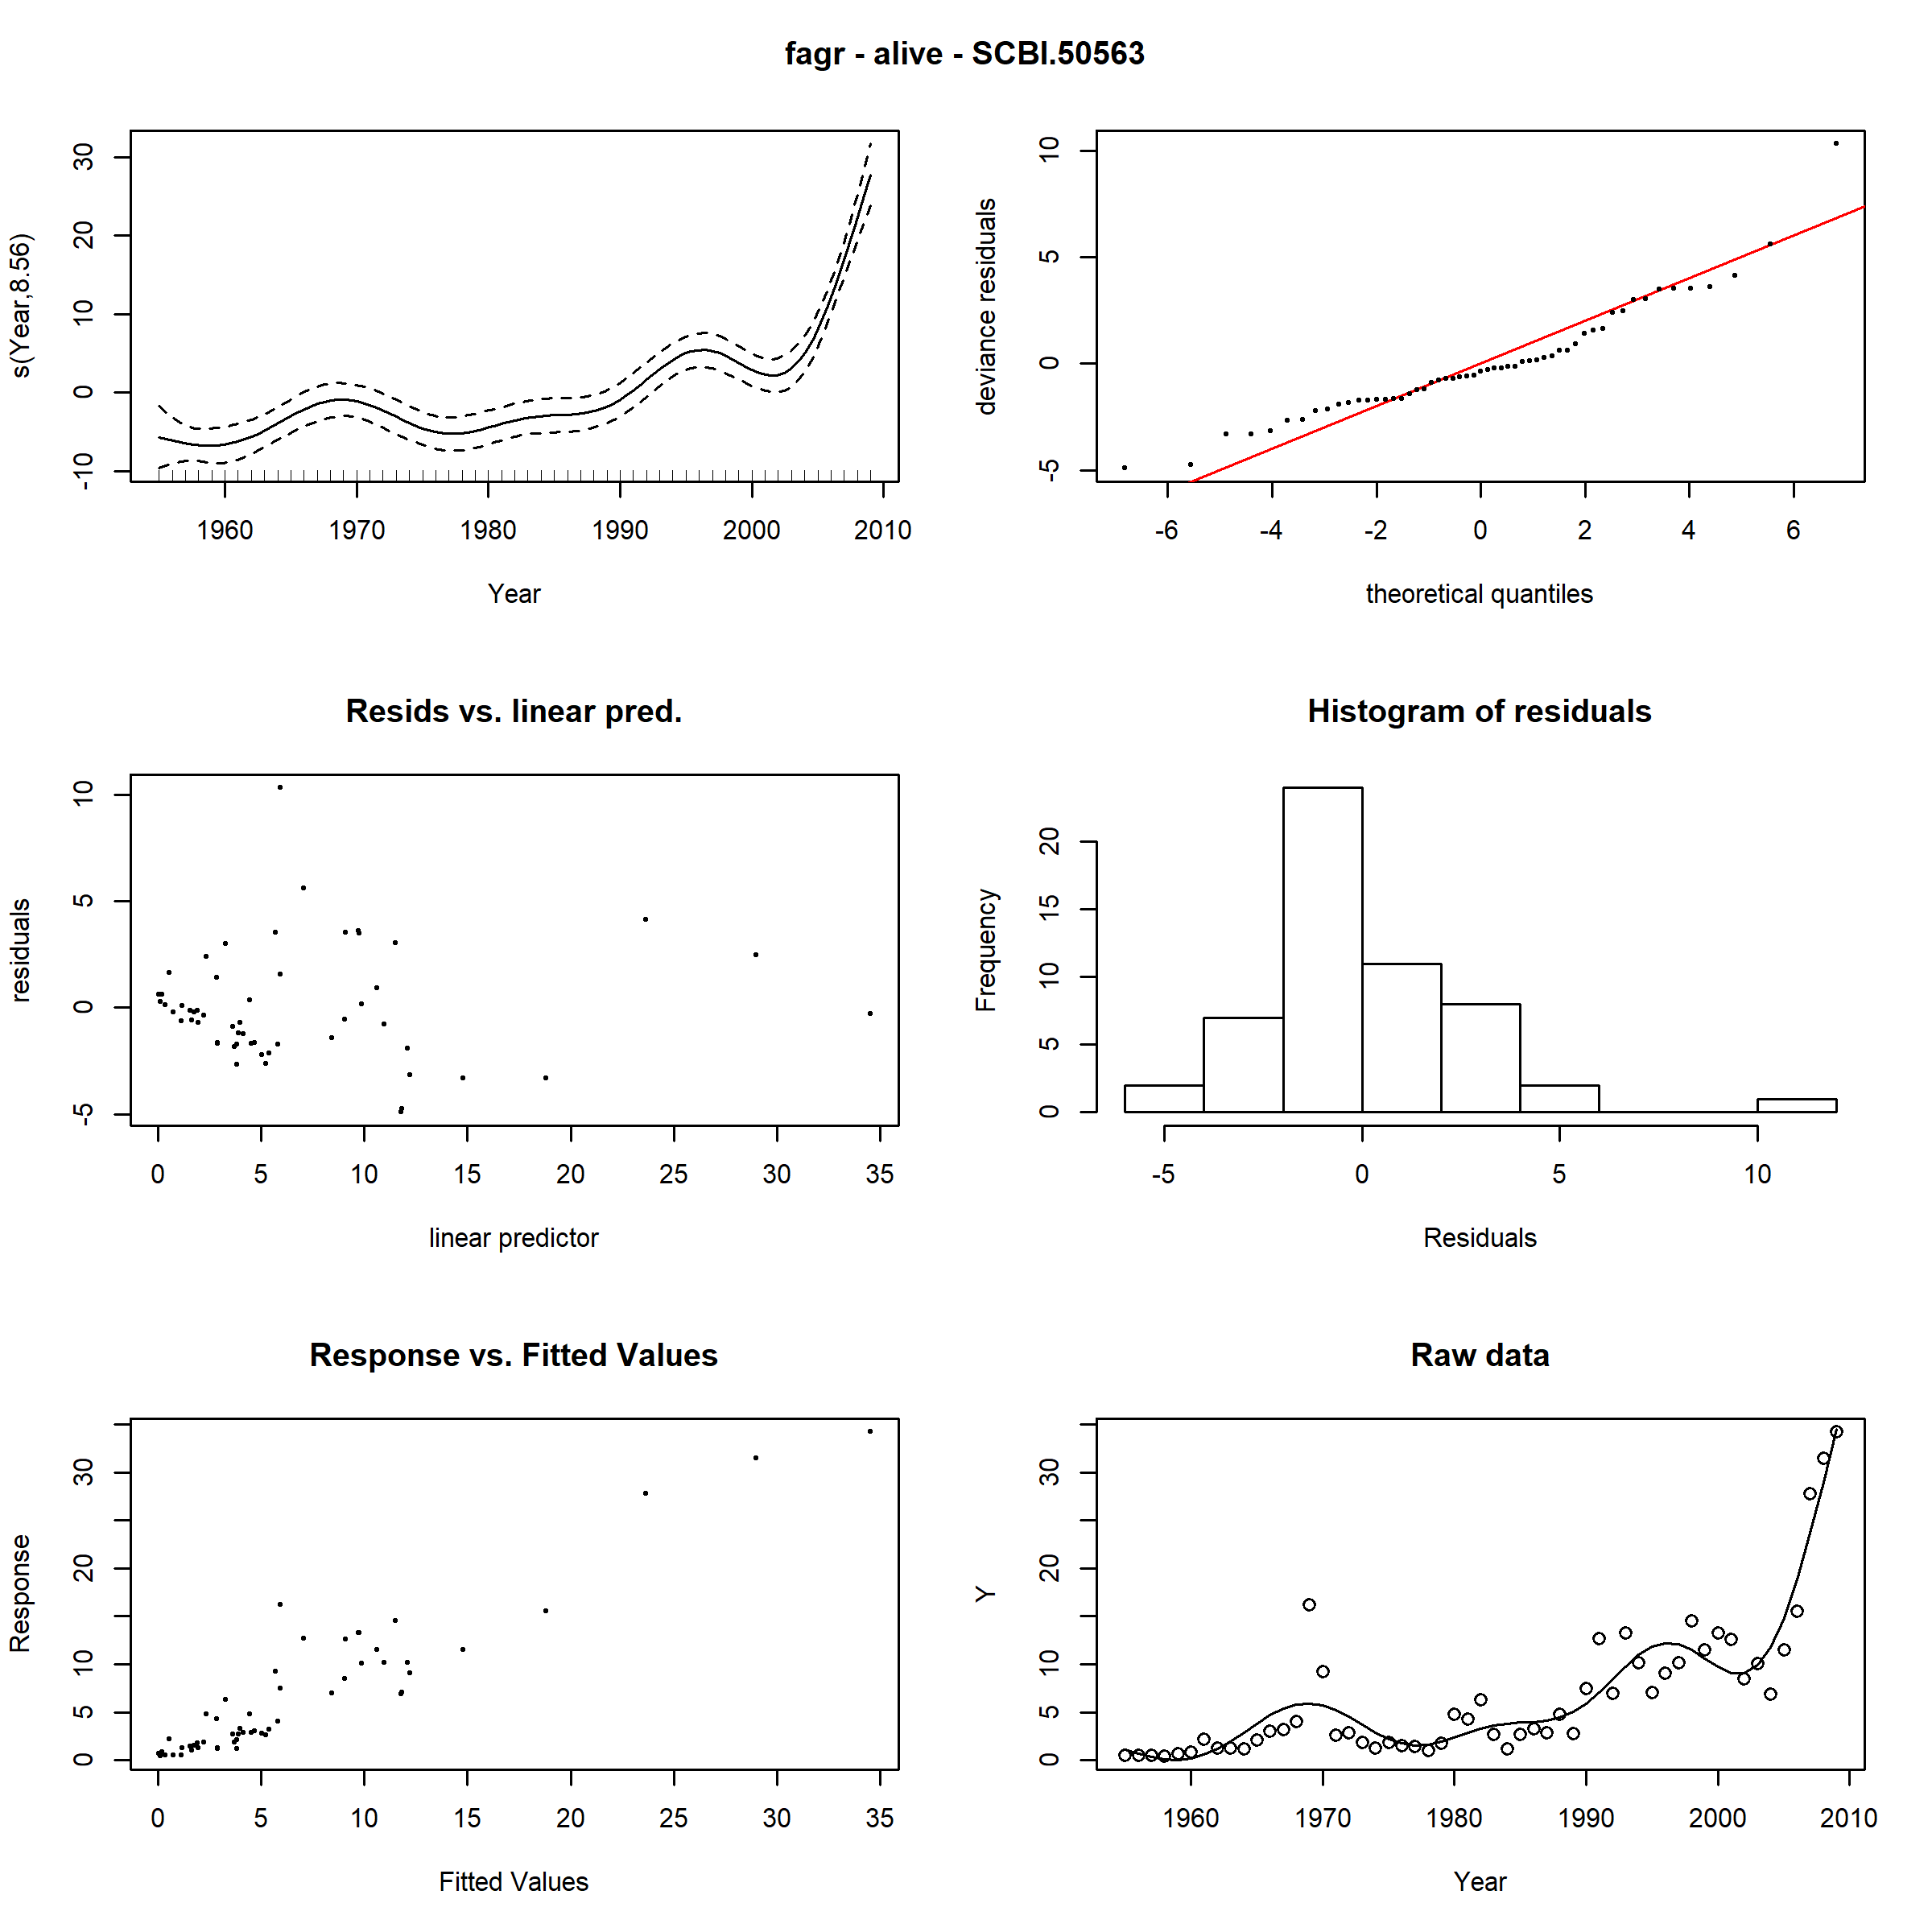 fagr - alive - SCBI.50563
s(Year,8.56)
-10 0 10 20 30
1960 1970 1980 1990 2000 2010
Year
deviance residuals
-5 0 5 10
-6 -4 -2 0 2 4 6
theoretical quantiles
Resids vs. linear pred.
residuals
-5 0 5 10
0 5 10 15 20 25 30 35
linear predictor
Histogram of residuals
Frequency
0 5 10 15 20
-5 0 5 10
Residuals
Response vs. Fitted Values
Response
0 5 10 20 30
0 5 10 15 20 25 30 35
Fitted Values
Raw data
Y
0 5 10 20 30
1960 1970 1980 1990 2000 2010
Year